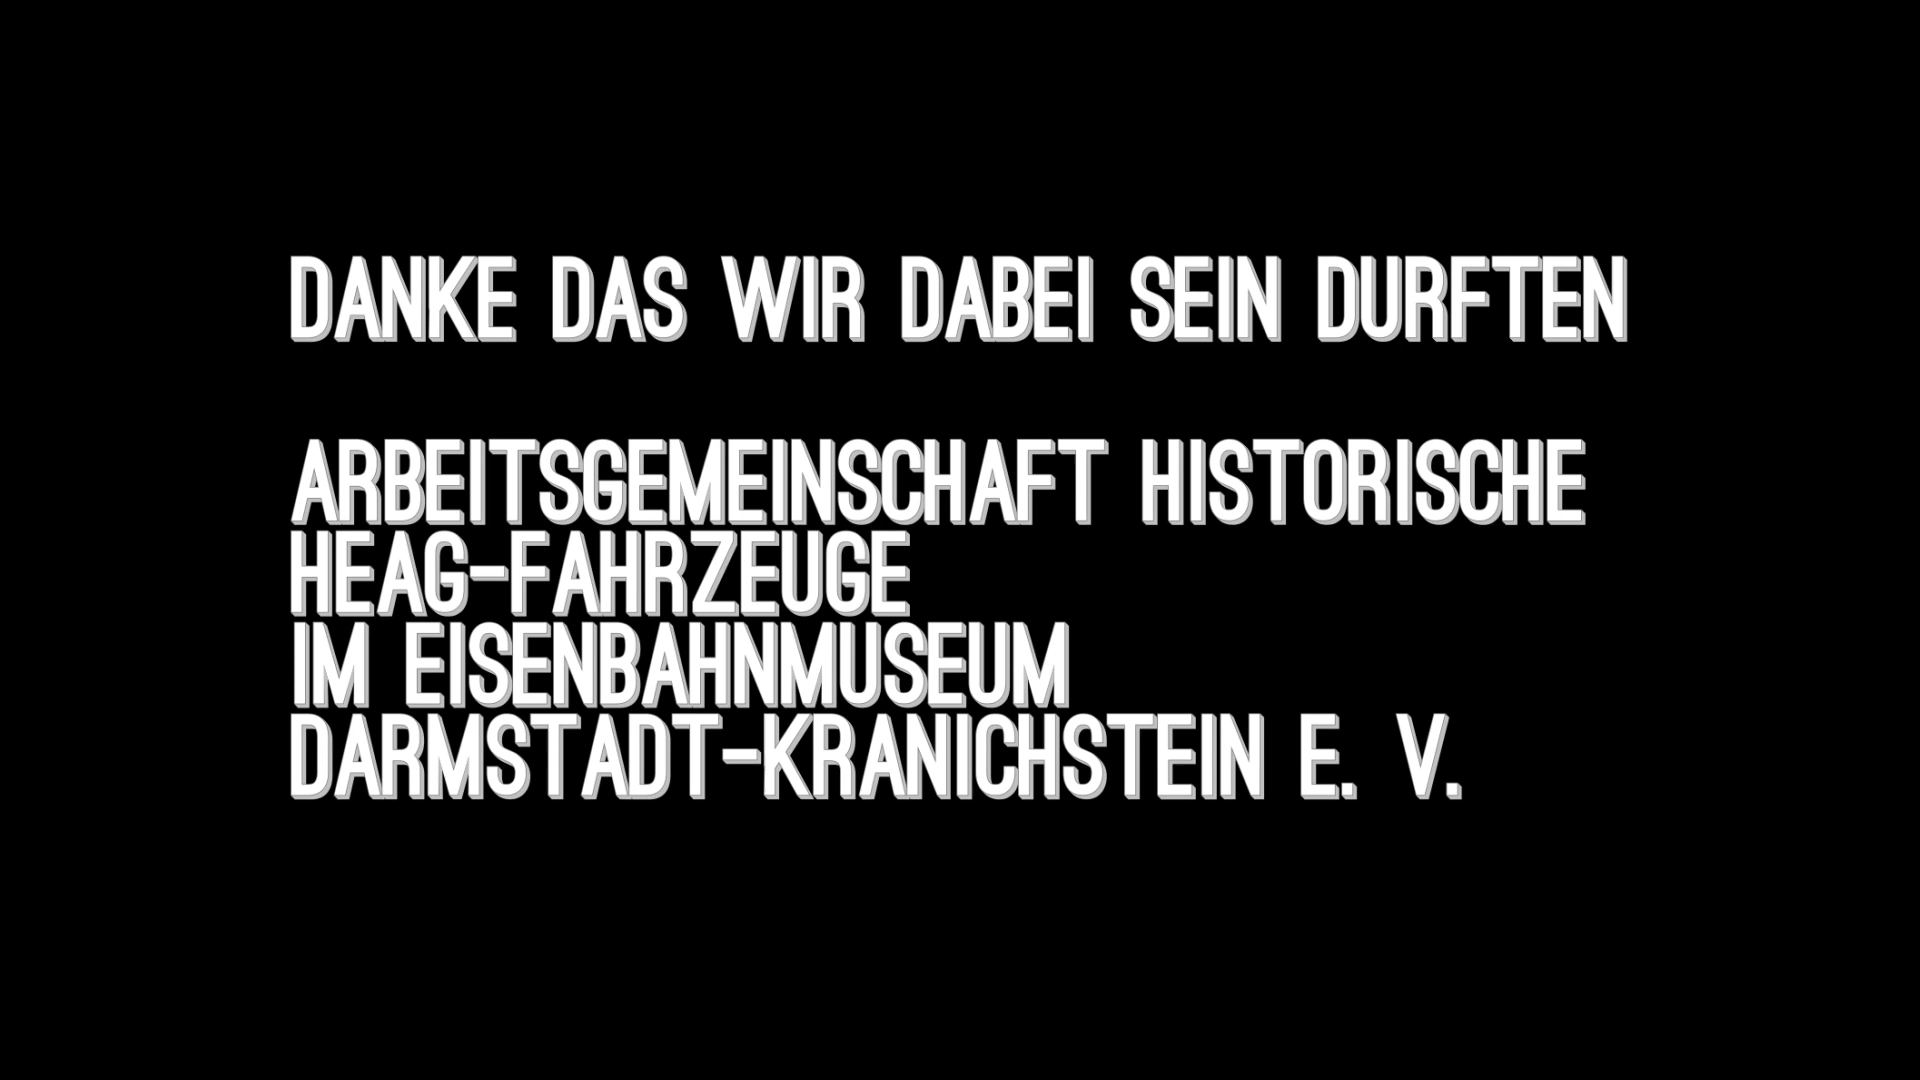 DANKE DAS WIR DABEI SEIN DURFTEN
ARBEITSGEMEINSCHAFT HISTORISCHE
HEAG-FAHRZEUGE
IM EISENBAHNMUSEUM
DARMSTADT-KRANICHSTEIN E. V.